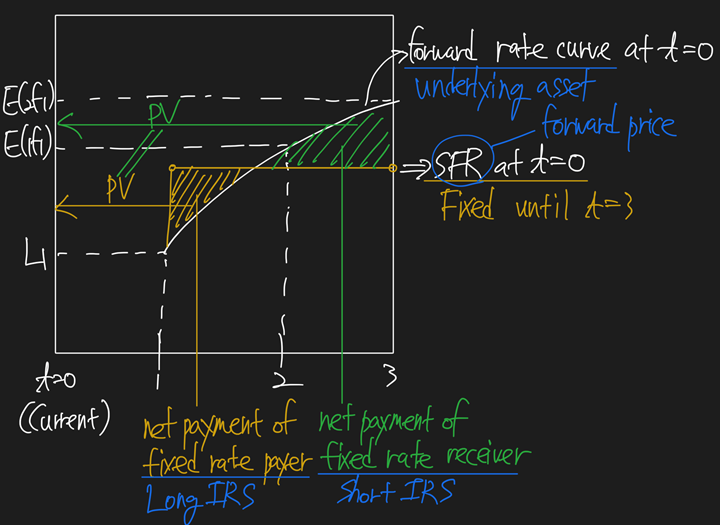 forward rate curve at t=0
underlying asset
E(2f1)
PV
forward price
E(1f1)
SFR at t=0
PV
Fixed until t=3
L1
t=0
1
2
3
(Current)
net payment of
fixed rate payer
Long IRS
net payment of
fixed rate receiver
Short IRS